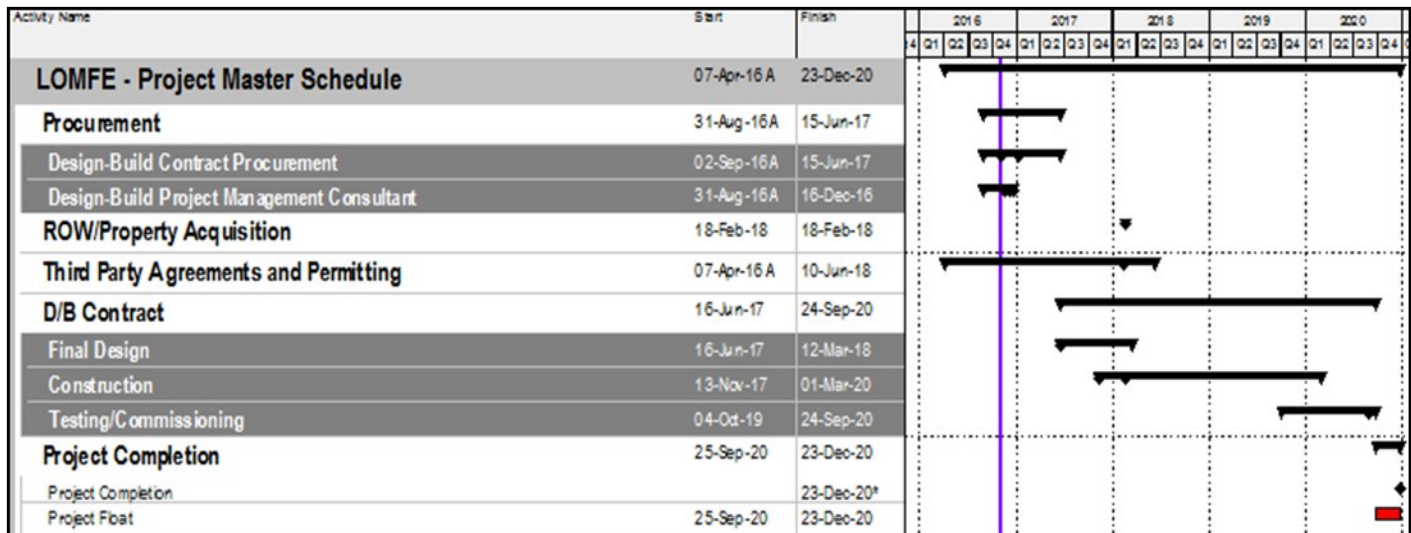 Activity Name Start Finish 2016 2017 2018 2019 2020
Q4 Q1 Q2 Q3 Q4 Q1 Q2 Q3 Q4 Q1 Q2 Q3 Q4 Q1 Q2 Q3 Q4 Q1 Q2 Q3 Q4
LOMFE - Project Master Schedule 07-Apr-16 A 23-Dec-20
Procurement 31-Aug-16 A 15-Jun-17
Design-Build Contract Procurement 02-Sep-16 A 15-Jun-17
Design-Build Project Management Consultant 31-Aug-16 A 16-Dec-16
ROW/Property Acquisition 18-Feb-18 18-Feb-18
Third Party Agreements and Permitting 07-Apr-16 A 10-Jun-18
D/B Contract 16-Jun-17 24-Sep-20
Final Design 16-Jun-17 12-Mar-18
Construction 13-Nov-17 01-Mar-20
Testing/Commissioning 04-Oct-19 24-Sep-20
Project Completion 25-Sep-20 23-Dec-20
Project Completion 23-Dec-20*
Project Float 25-Sep-20 23-Dec-20